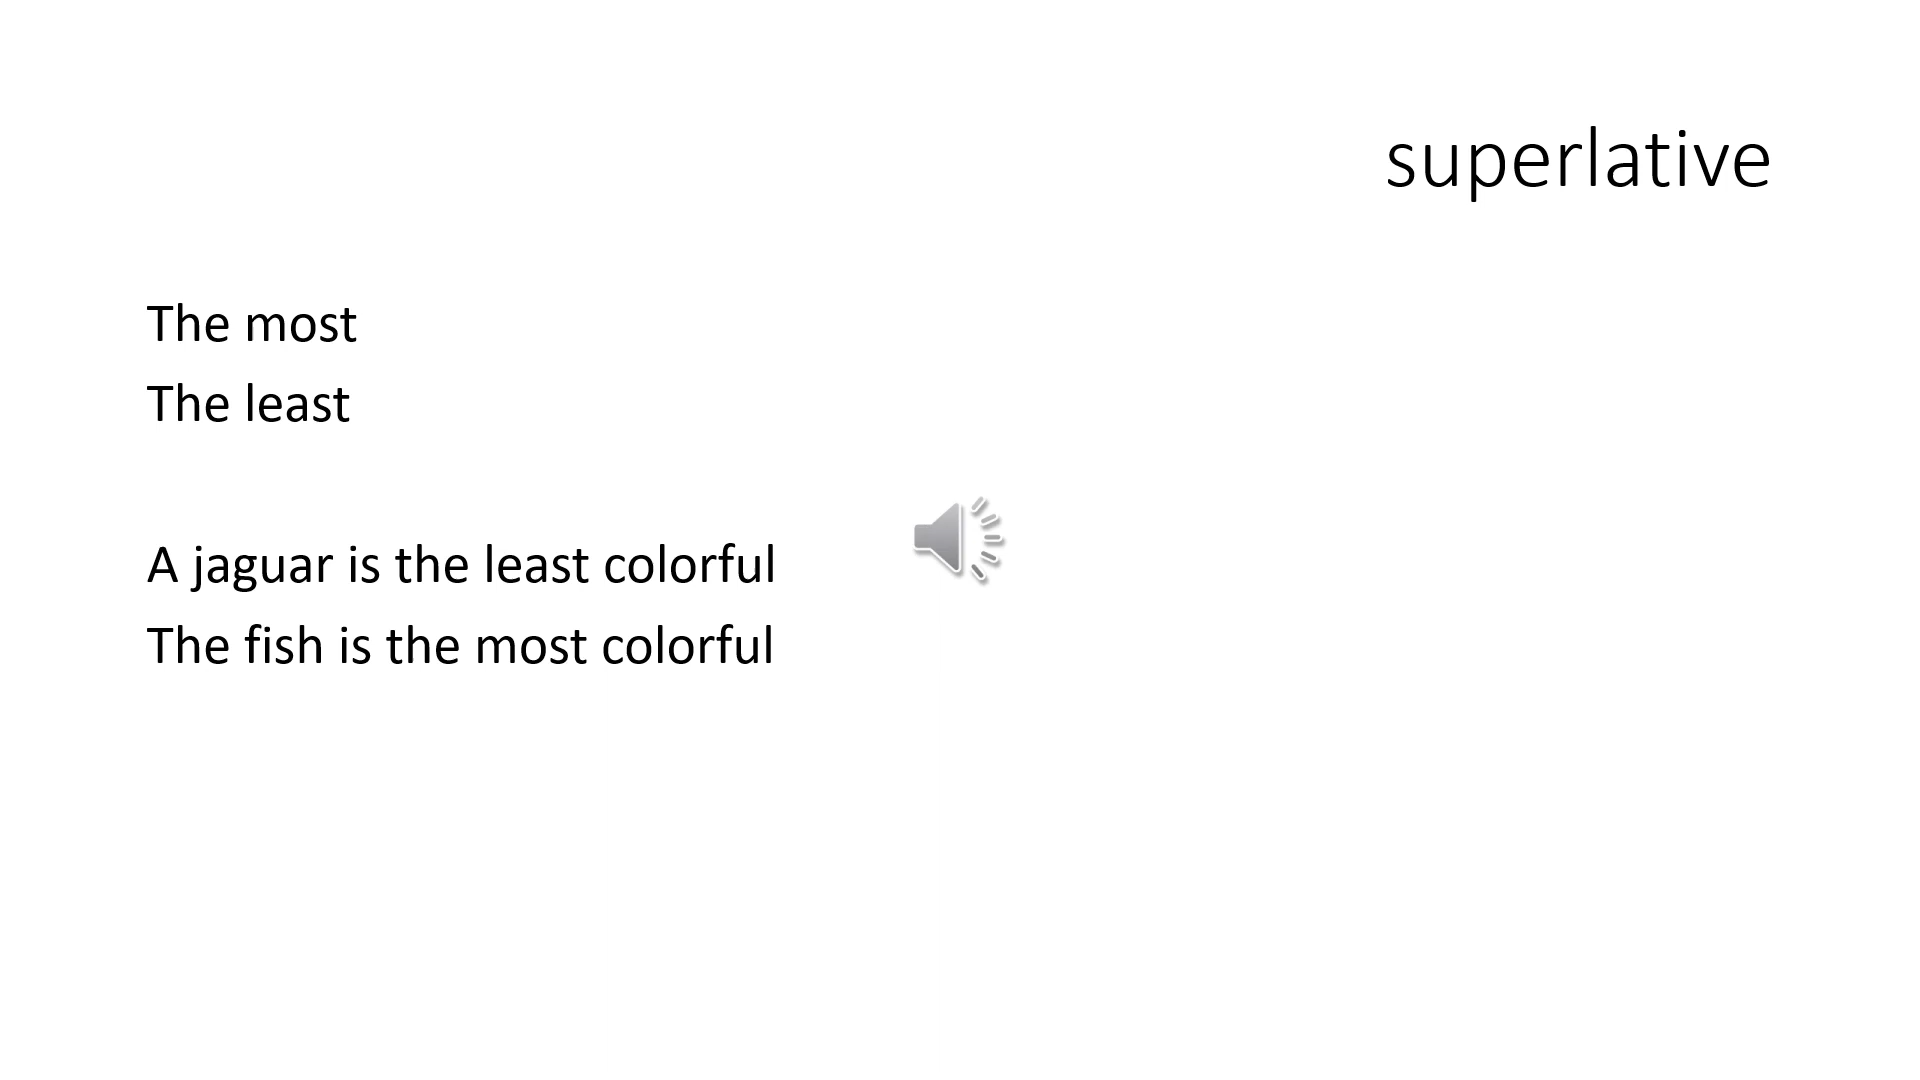 superlative
The most
The least
A jaguar is the least colorful
The fish is the most colorful